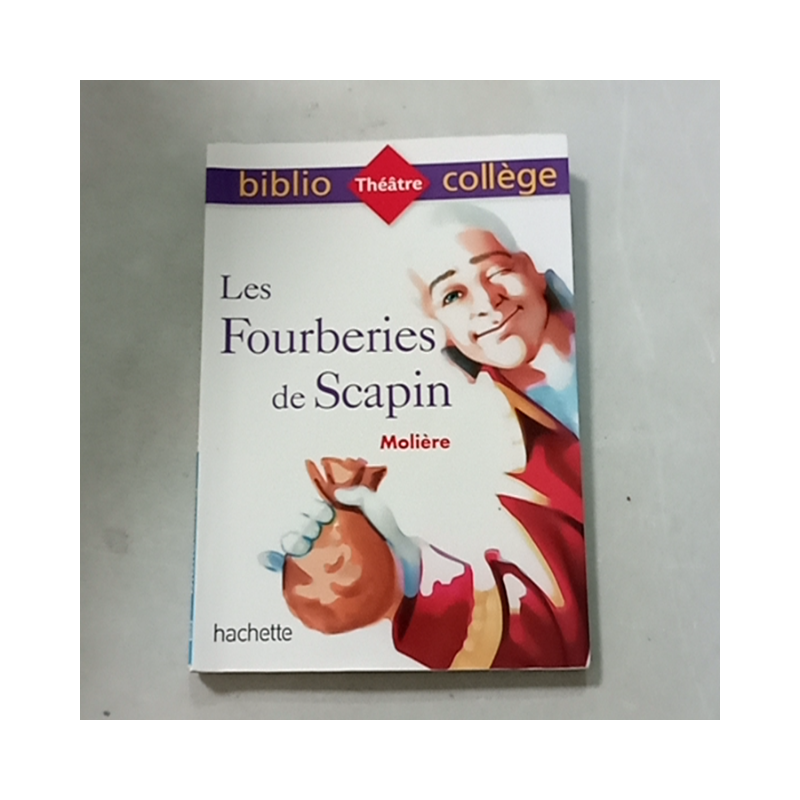 biblio Théâtre collège
Les
Fourberies
de Scapin
Molière
hachette